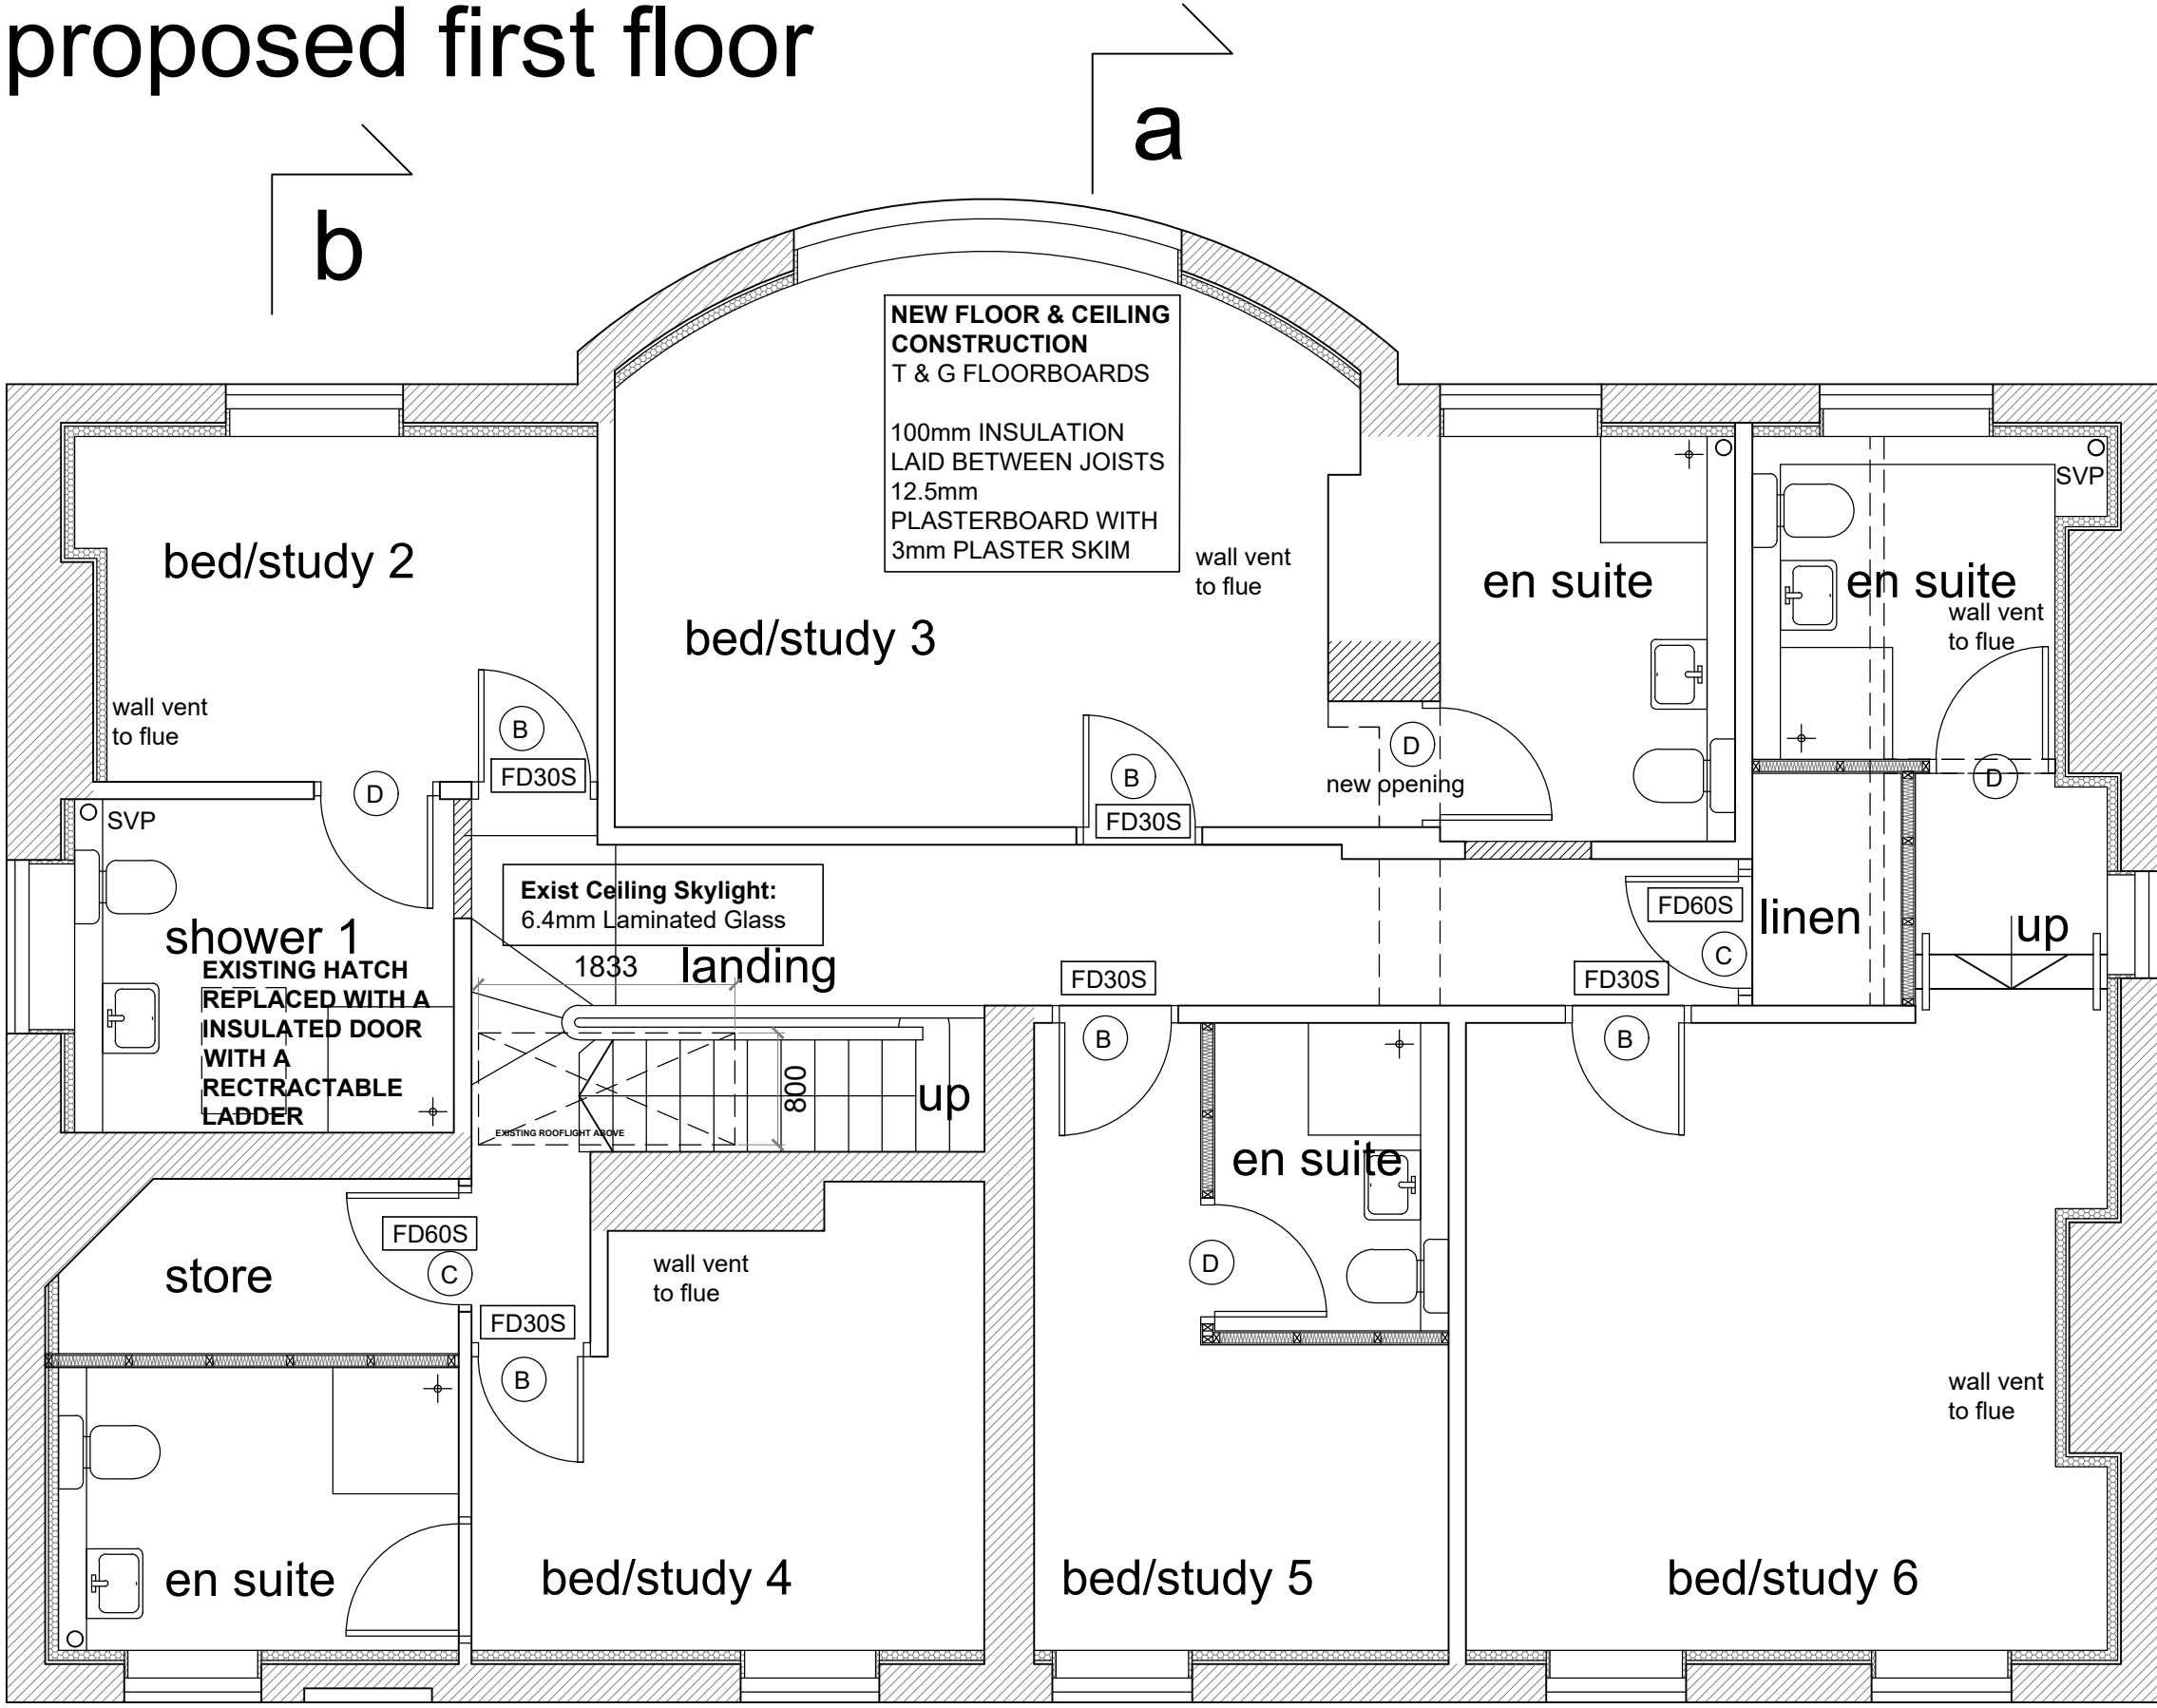 proposed first floor
a
b
NEW FLOOR & CEILING
CONSTRUCTION
T & G FLOORBOARDS
100mm INSULATION
LAID BETWEEN JOISTS
12.5mm
PLASTERBOARD WITH
3mm PLASTER SKIM
bed/study 2
wall vent
to flue
B
FD30S
D
bed/study 3
wall vent
to flue
B
FD30S
D
new opening
en suite
en suite
SVP
wall vent
to flue
D
SVP
shower 1
EXISTING HATCH
REPLACED WITH A
INSULATED DOOR
WITH A
RECTRACTABLE
LADDER
Exist Ceiling Skylight:
6.4mm Laminated Glass
1833
landing
800
up
EXISTING ROOFLIGHT ABOVE
FD30S
B
FD30S
B
FD60S
C
linen
up
store
FD60S
C
FD30S
B
wall vent
to flue
en suite
D
wall vent
to flue
en suite
bed/study 4
bed/study 5
bed/study 6